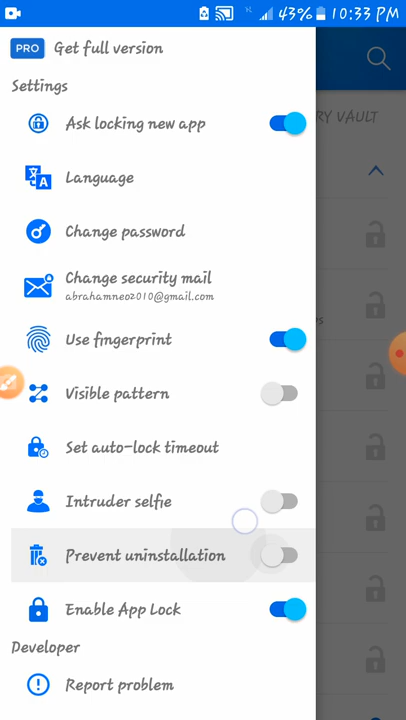 43% 10:33 PM
PRO Get full version
Settings
RY VAULT
Ask locking new app
A
Language
Change password
Change security mail
abrahamneo2010@gmail.com
Use fingerprint
Visible pattern
Set auto-lock timeout
Intruder selfie
Prevent uninstallation
Enable App Lock
Developer
Report problem